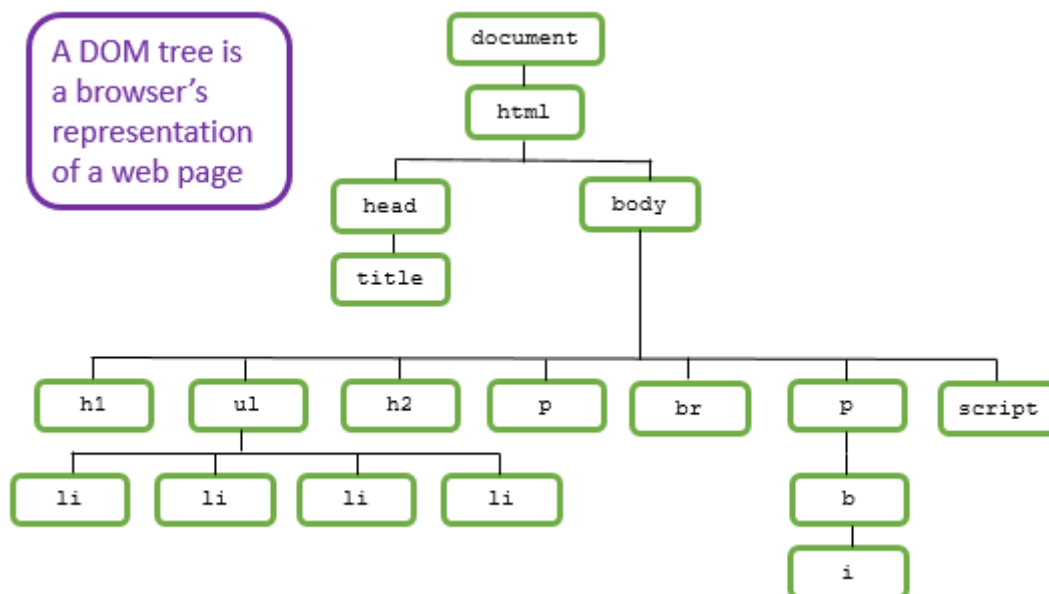 A DOM tree is
a browser’s
representation
of a web page
document
html
head
body
title
h1
ul
h2
p
br
p
script
li
li
li
li
b
i